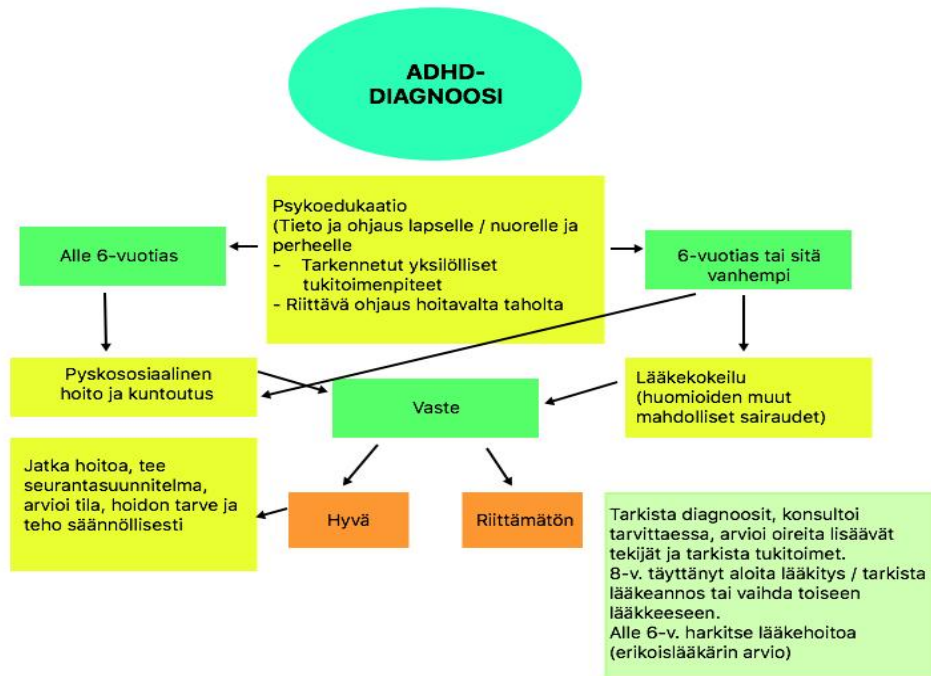 ADHD-
DIAGNOOSI
Psykoedukaatio
(Tieto ja ohjaus lapselle / nuorelle ja
perheelle
- Tarkennetut yksilölliset
tukitoimenpiteet
- Riittävä ohjaus hoitavalta taholta
Alle 6-vuotias
6-vuotias tai sitä
vanhempi
Pyskososiaalinen
hoito ja kuntoutus
Vaste
Lääkekokeilu
(huomioiden muut
mahdolliset sairaudet)
Jatka hoitoa, tee
seurantasuunnitelma,
arvioi tila, hoidon tarve ja
teho säännöllisesti
Hyvä
Riittämätön
Tarkista diagnoosit, konsultoi
tarvittaessa, arvioi oireita lisäävät
tekijät ja tarkista tukitoimet.
8-v. täyttänyt aloita lääkitys / tarkista
lääkeannos tai vaihda toiseen
lääkkeeseen.
Alle 6-v. harkitse lääkehoitoa
(erikoislääkärin arvio)